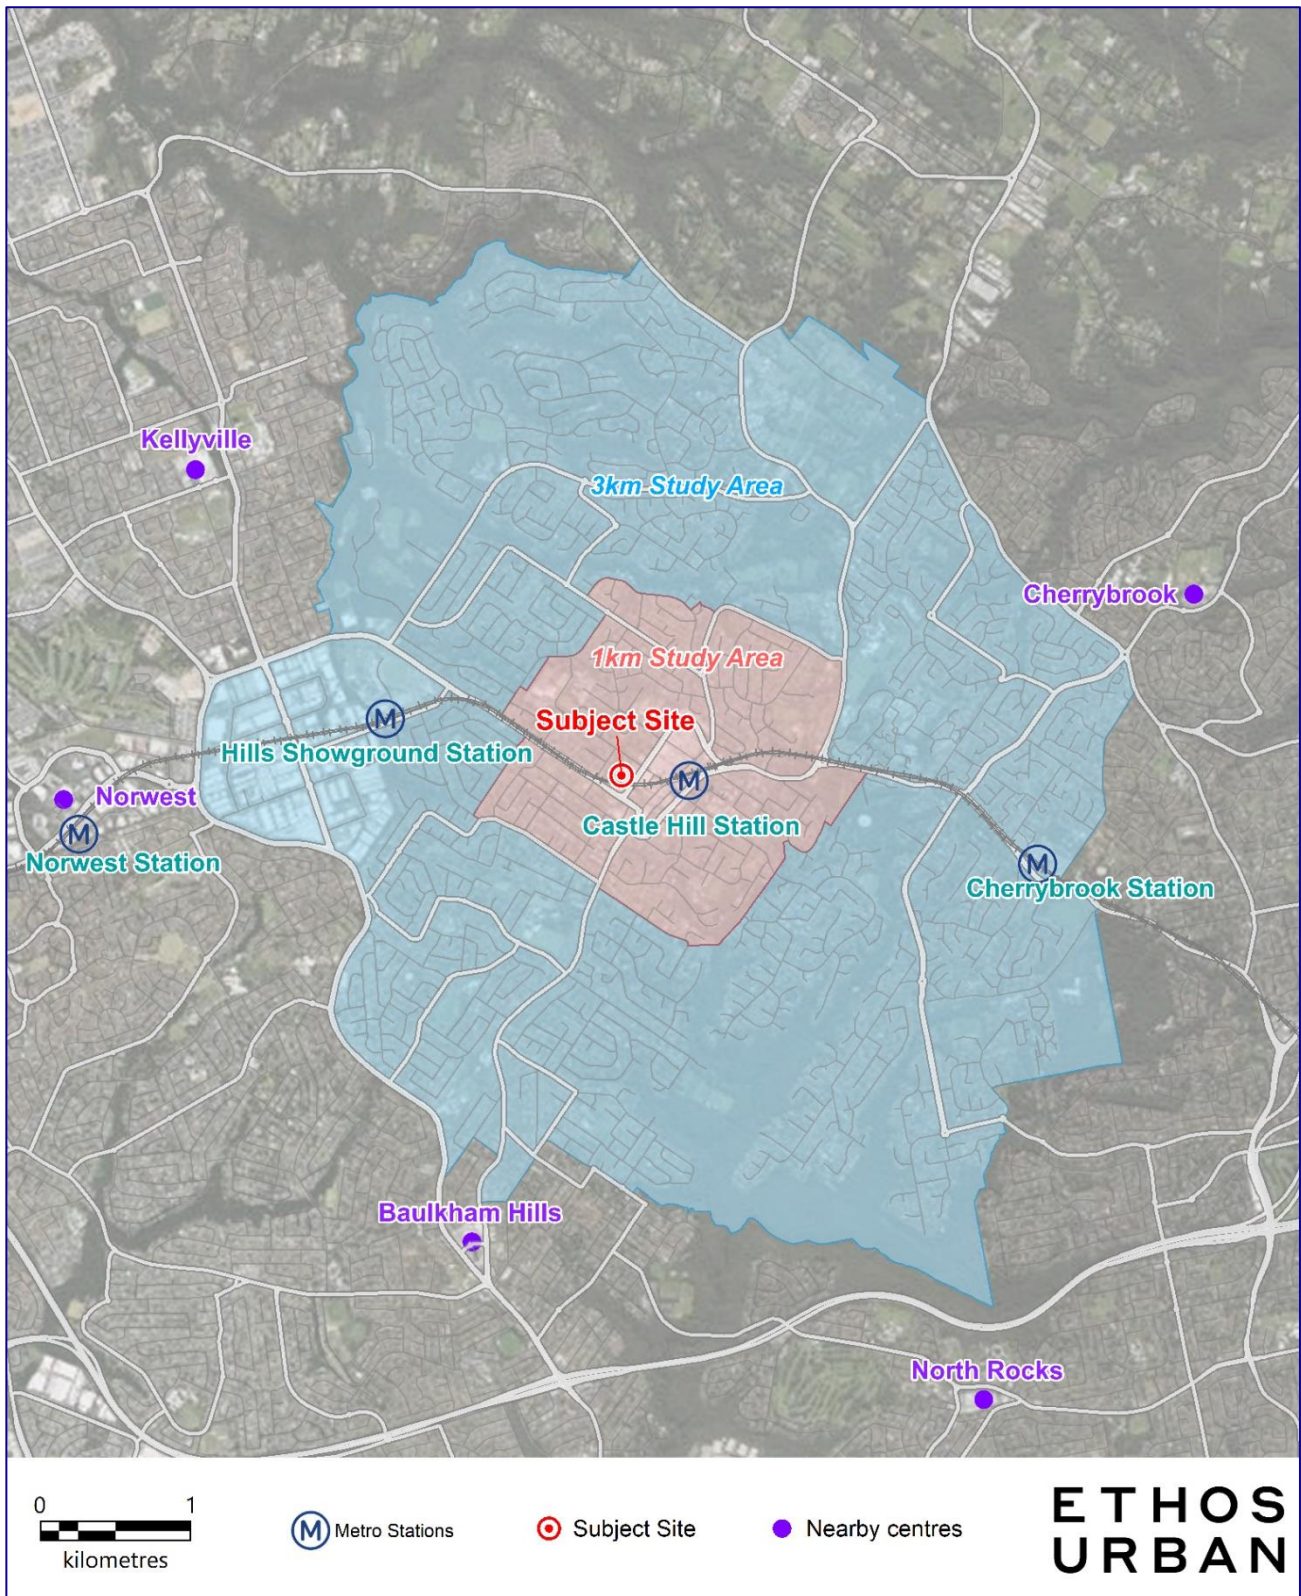 Kellyville
3km Study Area
Cherrybrook
1km Study Area
Subject Site
M
Hills Showground Station
M
Norwest
Castle Hill Station
M
Norwest Station
M
Cherrybrook Station
Baulkham Hills
North Rocks
0 1
kilometres
M Metro Stations
Subject Site
Nearby centres
ETHOS
URBAN